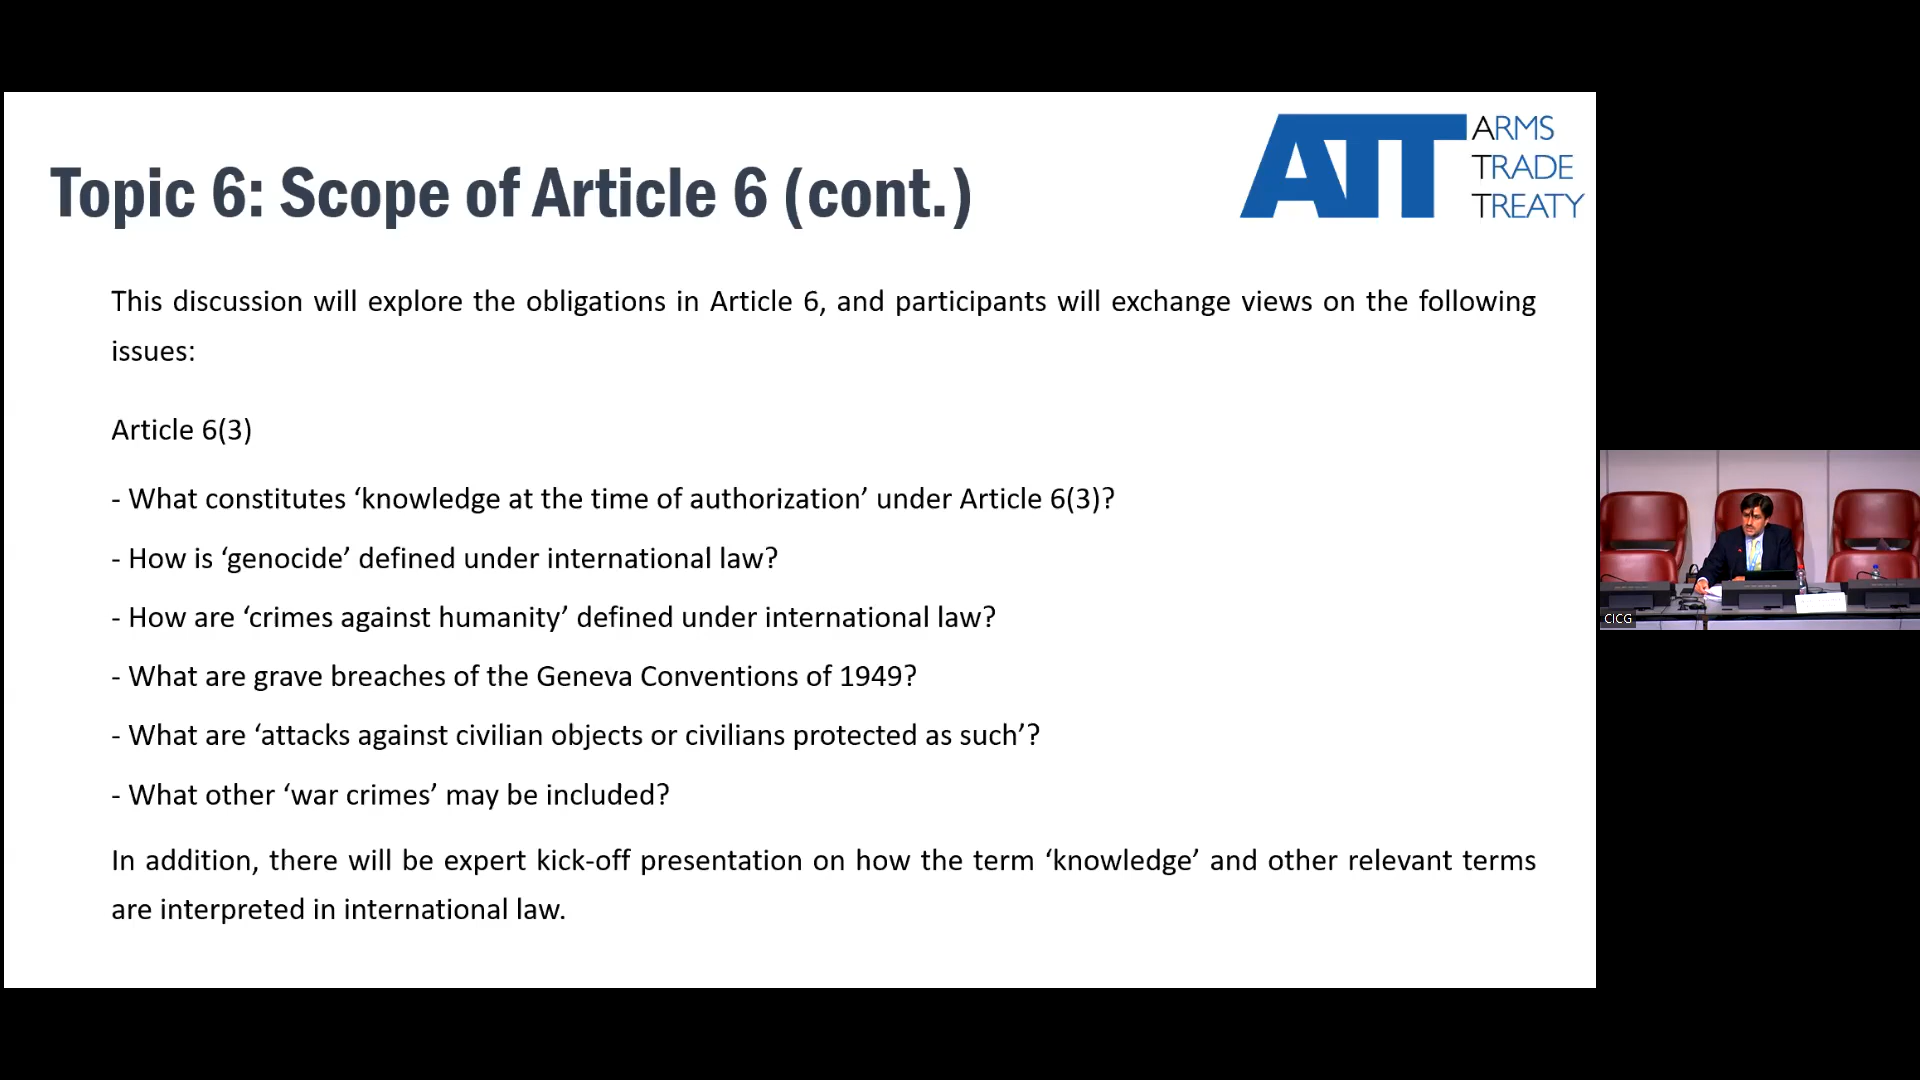 ATT ARMS
TRADE
TREATY
Topic 6: Scope of Article 6 (cont.)
This discussion will explore the obligations in Article 6, and participants will exchange views on the following
issues:
Article 6(3)
- What constitutes ‘knowledge at the time of authorization’ under Article 6(3)?
- How is ‘genocide’ defined under international law?
- How are ‘crimes against humanity’ defined under international law?
- What are grave breaches of the Geneva Conventions of 1949?
- What are ‘attacks against civilian objects or civilians protected as such’?
- What other ‘war crimes’ may be included?
In addition, there will be expert kick-off presentation on how the term ‘knowledge’ and other relevant terms
are interpreted in international law.
CICG